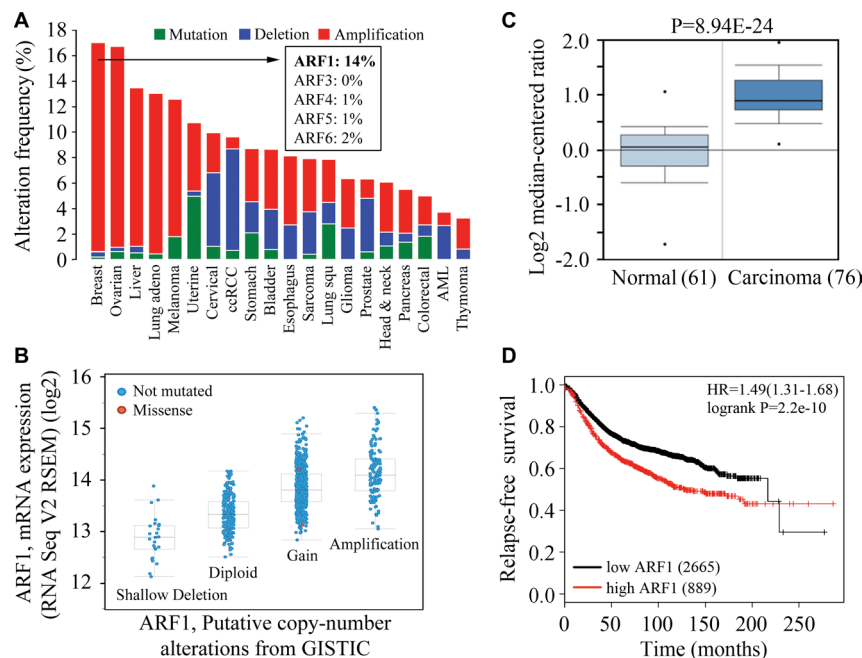 A
Mutation Deletion Amplification
Alteration frequency (%)
18
16
14
12
10
8
6
4
2
0
ARF1: 14%
ARF3: 0%
ARF4: 1%
ARF5: 1%
ARF6: 2%
Breast
Ovarian
Liver
Lung adeno
Melanoma
Uterine
Cervical
ccRCC
Stomach
Bladder
Esophagus
Sarcoma
Lung squ
Glioma
Prostate
Head & neck
Pancreas
Colorectal
AML
Thymoma
B
ARF1, mRNA expression
(RNA Seq V2 RSEM) (log2)
16
15
14
13
12
Not mutated
Missense
Shallow Deletion
Diploid
Gain
Amplification
ARF1, Putative copy-number
alterations from GISTIC
C
P=8.94E-24
Log2 median-centered ratio
2.0
1.0
0.0
-1.0
-2.0
Normal (61)
Carcinoma (76)
D
Relapse-free survival
1.0
0.8
0.6
0.4
0.2
0.0
HR=1.49(1.31-1.68)
logrank P=2.2e-10
low ARF1 (2665)
high ARF1 (889)
0 50 100 150 200 250
Time (months)